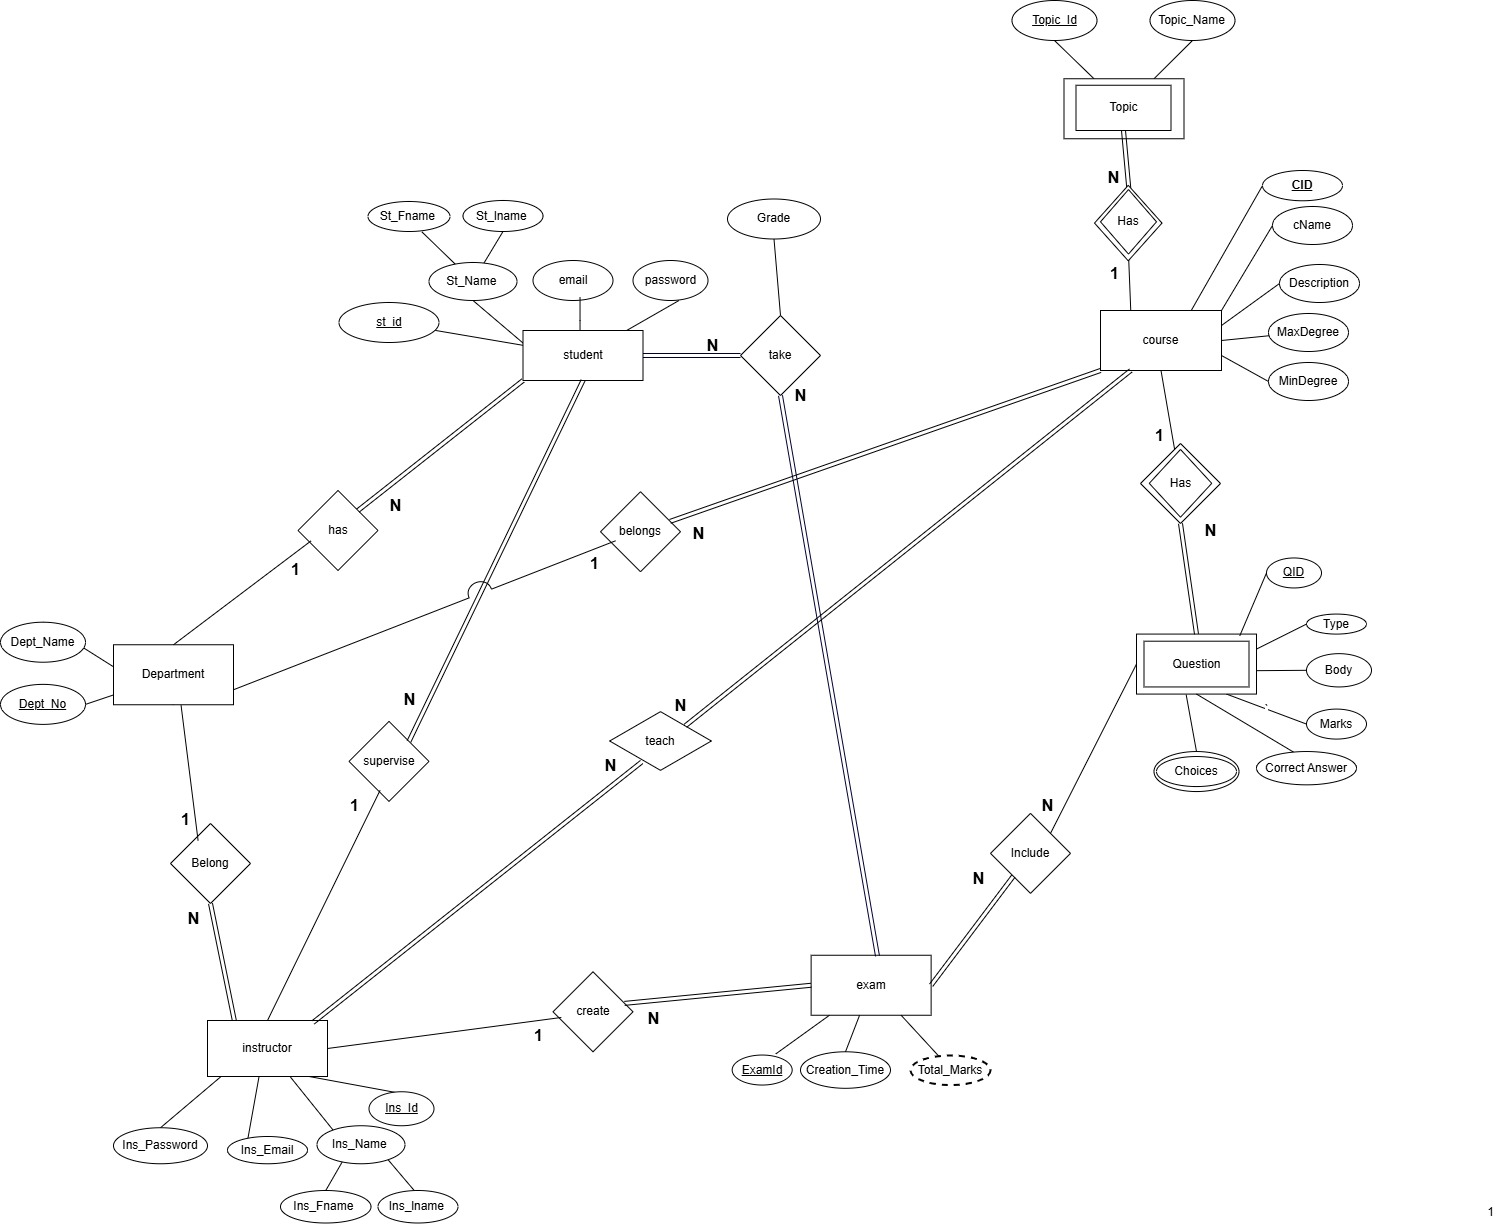 Topic_Id
Topic_Name
Topic
N
Has
1
CID
cName
Description
MaxDegree
MinDegree
course
St_Fname
St_lname
St_Name
email
password
st_id
student
Grade
N
take
N
has
N
1
belongs
N
1
1
Has
N
QID
Type
Body
Marks
Correct Answer
Choices
Question
Dept_Name
Dept_No
Department
N
supervise
1
N
teach
N
1
Belong
N
N
Include
N
exam
create
N
1
ExamId
Creation_Time
Total_Marks
instructor
Ins_Id
Ins_Password
Ins_Email
Ins_Name
Ins_Fname
Ins_lname
1